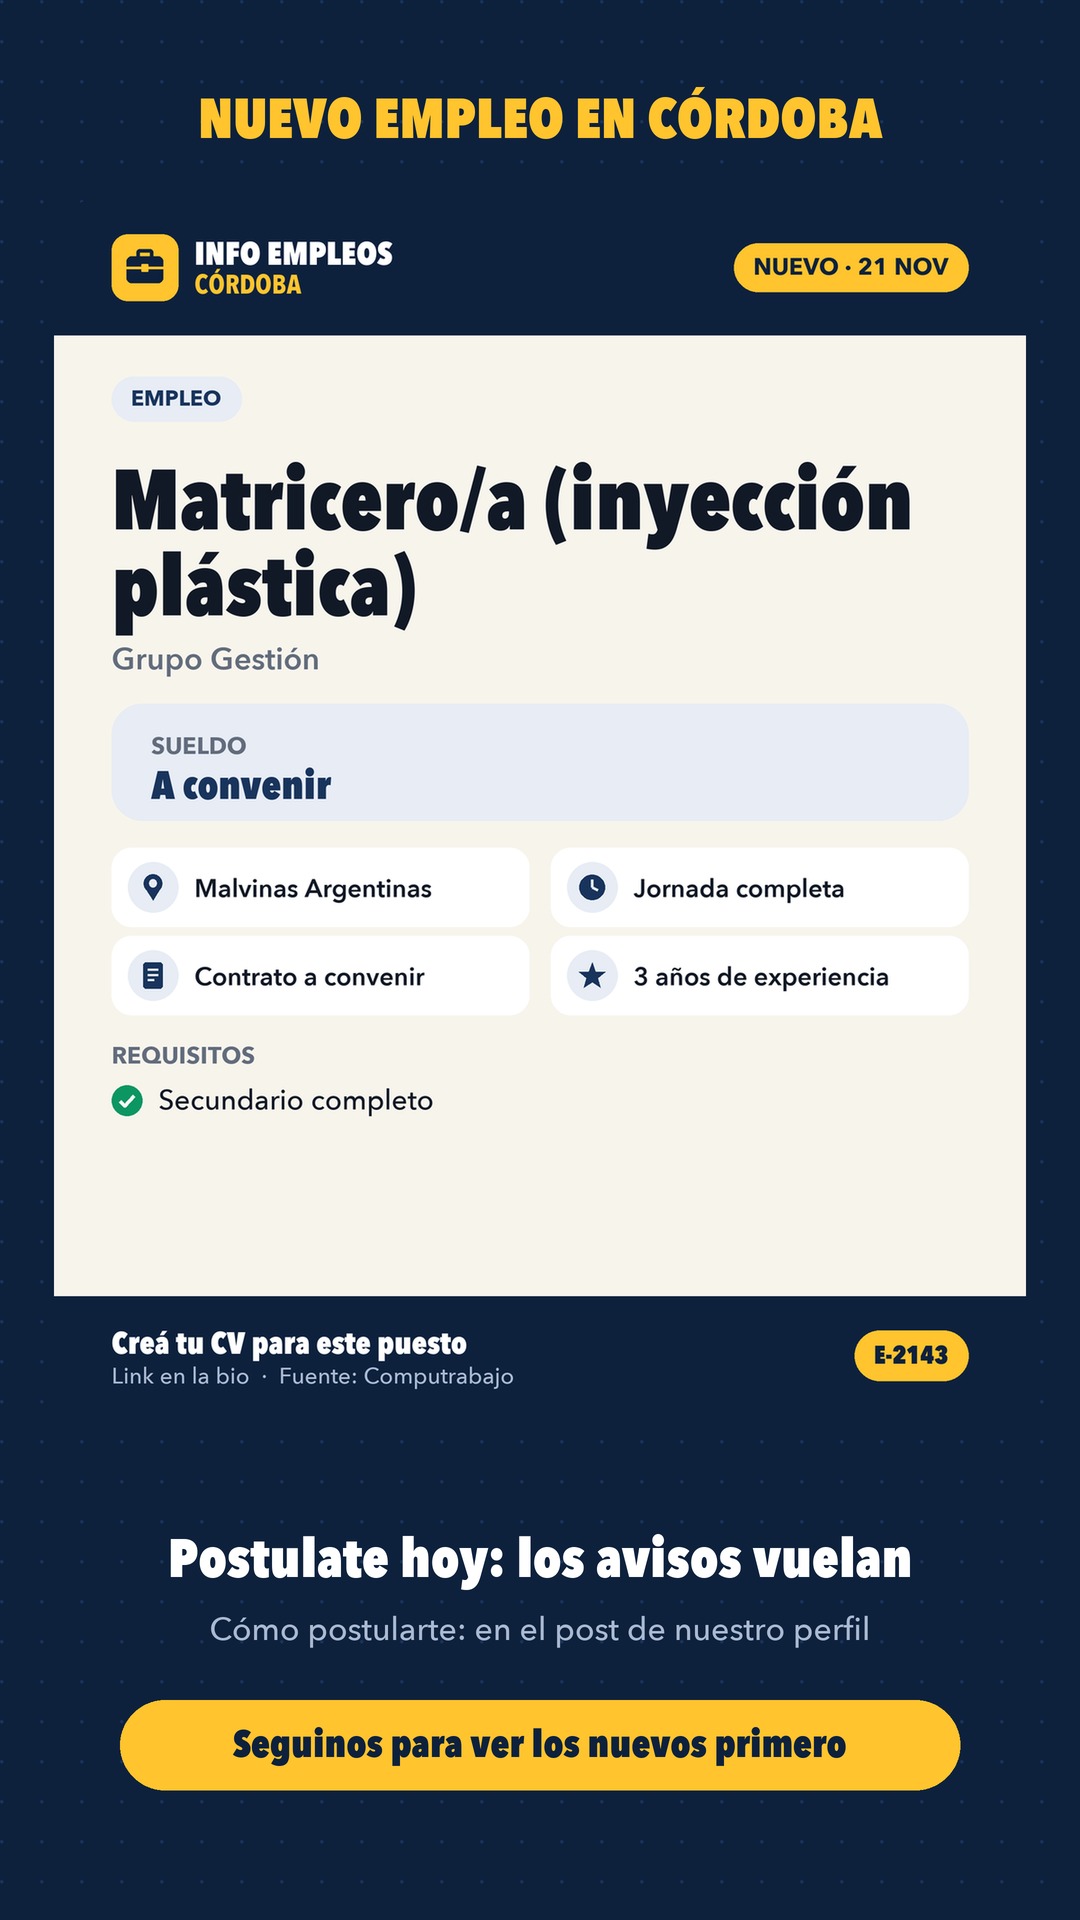 NUEVO EMPLEO EN CÓRDOBA
INFO EMPLEOS
CÓRDOBA
NUEVO · 21 NOV
EMPLEO
Matricero/a (inyección
plástica)
Grupo Gestión
SUELDO
A convenir
Malvinas Argentinas
Jornada completa
Contrato a convenir
3 años de experiencia
REQUISITOS
Secundario completo
Creá tu CV para este puesto
Link en la bio · Fuente: Computrabajo
E-2143
Postulate hoy: los avisos vuelan
Cómo postularte: en el post de nuestro perfil
Seguinos para ver los nuevos primero